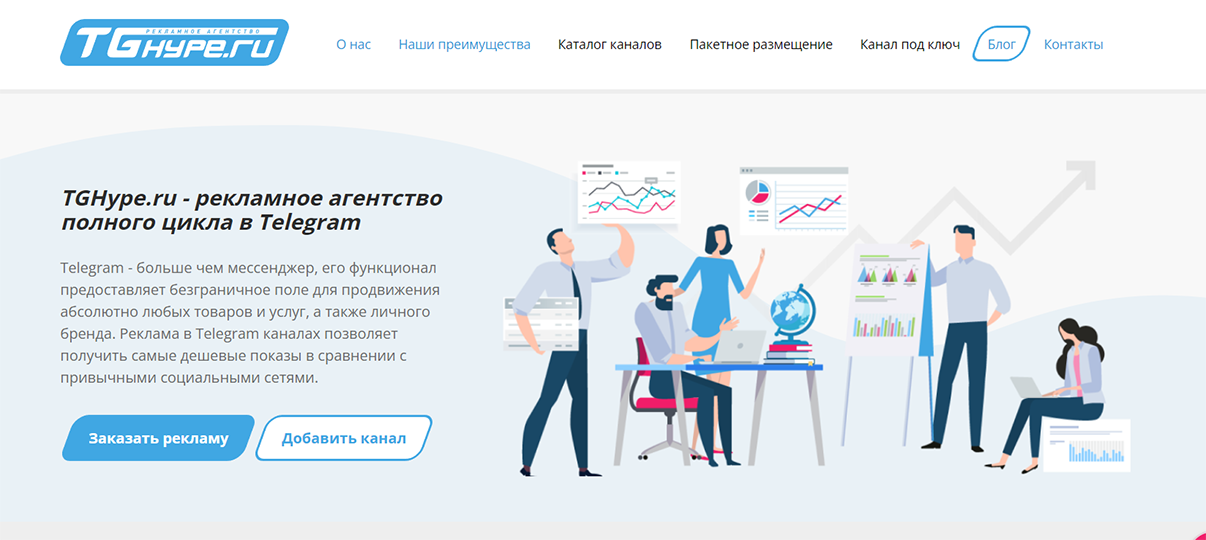 РЕКЛАМНОЕ АГЕНТСТВО
TGHYPE.RU
О нас
Наши преимущества
Каталог каналов
Пакетное размещение
Канал под ключ
Блог
Контакты
TGHype.ru - рекламное агентство
полного цикла в Telegram
Telegram - больше чем мессенджер, его функционал
предоставляет безграничное поле для продвижения
абсолютно любых товаров и услуг, а также личного
бренда. Реклама в Telegram каналах позволяет
получить самые дешевые показы в сравнении с
привычными социальными сетями.
Заказать рекламу
Добавить канал